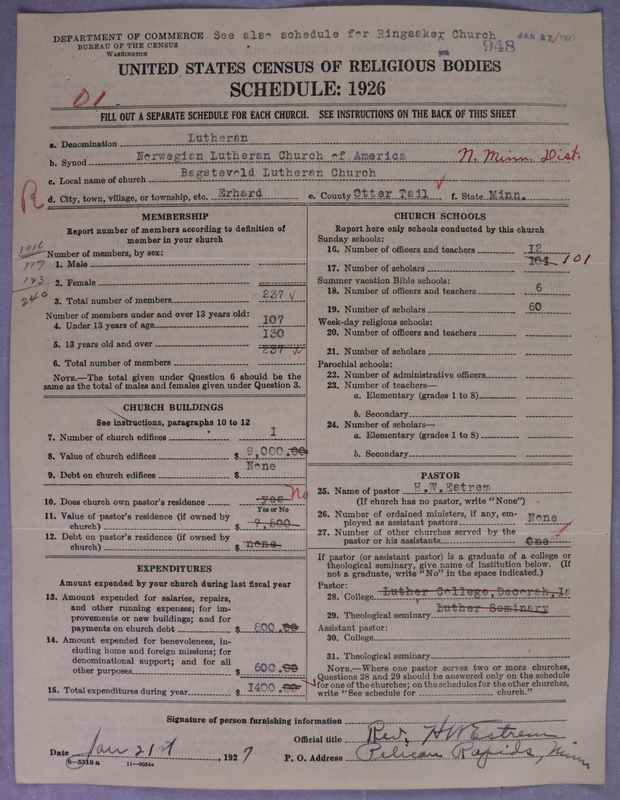 DEPARTMENT OF COMMERCE See also schedule for Ringsaker Church JAN 27 1927
BUREAU OF THE CENSUS
WASHINGTON
948
UNITED STATES CENSUS OF RELIGIOUS BODIES
SCHEDULE: 1926
01
FILL OUT A SEPARATE SCHEDULE FOR EACH CHURCH. SEE INSTRUCTIONS ON THE BACK OF THIS SHEET
a. Denomination Lutheran
b. Synod Norwegian Lutheran Church of America N. Minn. Dist.
c. Local name of church Bagstevold Lutheran Church
R
d. City, town, village, or township, etc. Erhard e. County Otter Tail f. State Minn.
MEMBERSHIP
Report number of members according to definition of
member in your church
1916
117
123
240
Number of members, by sex:
1. Male
2. Female
3. Total number of members 237
Number of members under and over 13 years old:
4. Under 13 years of age 107
5. 13 years old and over 130
6. Total number of members 237
NOTE.—The total given under Question 6 should be
same as the total of males and females given under Question 3.
CHURCH BUILDINGS
See instructions, paragraphs 10 to 12
7. Number of church edifices 1
8. Value of church edifices $ 9,000.00
9. Debt on church edifices $ None
10. Does church own pastor's residence yes No
Yes or No
11. Value of pastor's residence (if owned by
church) $ 7,500
12. Debt on pastor's residence (if owned by
church) $ none
EXPENDITURES
Amount expended by your church during last fiscal year
13. Amount expended for salaries, repairs,
and other running expenses; for im-
provements or new buildings; and for
payments on church debt $ 800.00
14. Amount expended for benevolences, in-
cluding home and foreign missions; for
denominational support; and for all
other purposes $ 600.00
15. Total expenditures during year $ 1400.00
CHURCH SCHOOLS
Report here only schools conducted by this church
Sunday schools:
16. Number of officers and teachers 12
17. Number of scholars 101 101
Summer vacation Bible schools:
18. Number of officers and teachers 6
19. Number of scholars 60
Week-day religious schools:
20. Number of officers and teachers
21. Number of scholars
Parochial schools:
22. Number of administrative officers
23. Number of teachers—
a. Elementary (grades 1 to 8)
b. Secondary
24. Number of scholars—
a. Elementary (grades 1 to 8)
b. Secondary
PASTOR
25. Name of pastor H.W.Estrem
(If church has no pastor, write "None")
26. Number of ordained ministers, if any, em-
ployed as assistant pastors None
27. Number of other churches served by the
pastor or his assistants One
If pastor (or assistant pastor) is a graduate of a college or
theological seminary, give name of institution below. (If
not a graduate, write "No" in the space indicated.)
Pastor:
28. College Luther College,Decorah,Ia
29. Theological seminary Luther Seminary
Assistant pastor:
30. College
31. Theological seminary
NOTE.—Where one pastor serves two or more churches,
Questions 28 and 29 should be answered only on the schedule
for one of the churches; on the schedules for the other churches,
write "See schedule for church."
Signature of person furnishing information
Official title Rev. H W Estrem
Date Jan 21st, 1927 P. O. Address Pelican Rapids, Minn
8—5518a 11—9554a